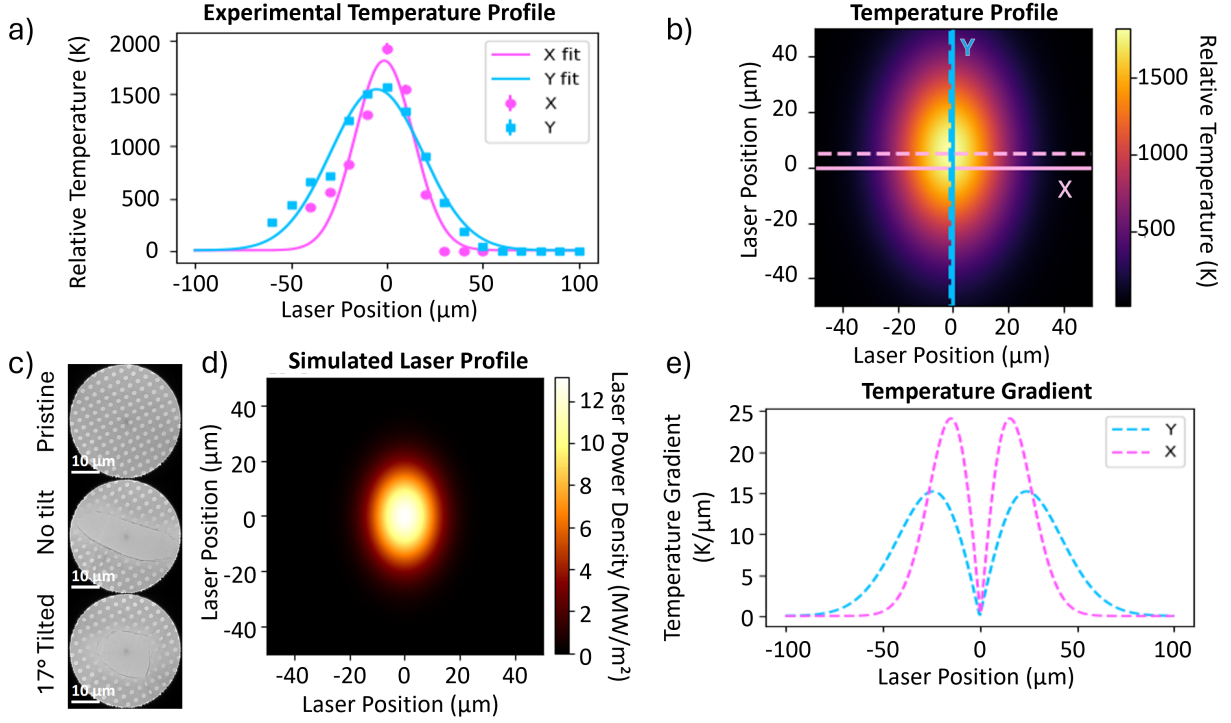 a)
Experimental Temperature Profile
Relative Temperature (K)
2000
1500
1000
500
0
X fit
Y fit
X
Y
-100
-50
0
50
100
Laser Position (μm)
b)
Temperature Profile
Laser Position (μm)
40
20
0
-20
-40
Y
X
-40
-20
0
20
40
Laser Position (μm)
1500
1000
500
Relative Temperature (K)
c)
Pristine
10 μm
No tilt
10 μm
17° Tilted
10 μm
d)
Simulated Laser Profile
Laser Position (μm)
40
20
0
-20
-40
-40
-20
0
20
40
Laser Position (μm)
12
10
8
6
4
2
0
Laser Power Density (MW/m²)
e)
Temperature Gradient
Temperature Gradient
(K/μm)
25
20
15
10
5
0
Y
X
-100
-50
0
50
100
Laser Position (μm)